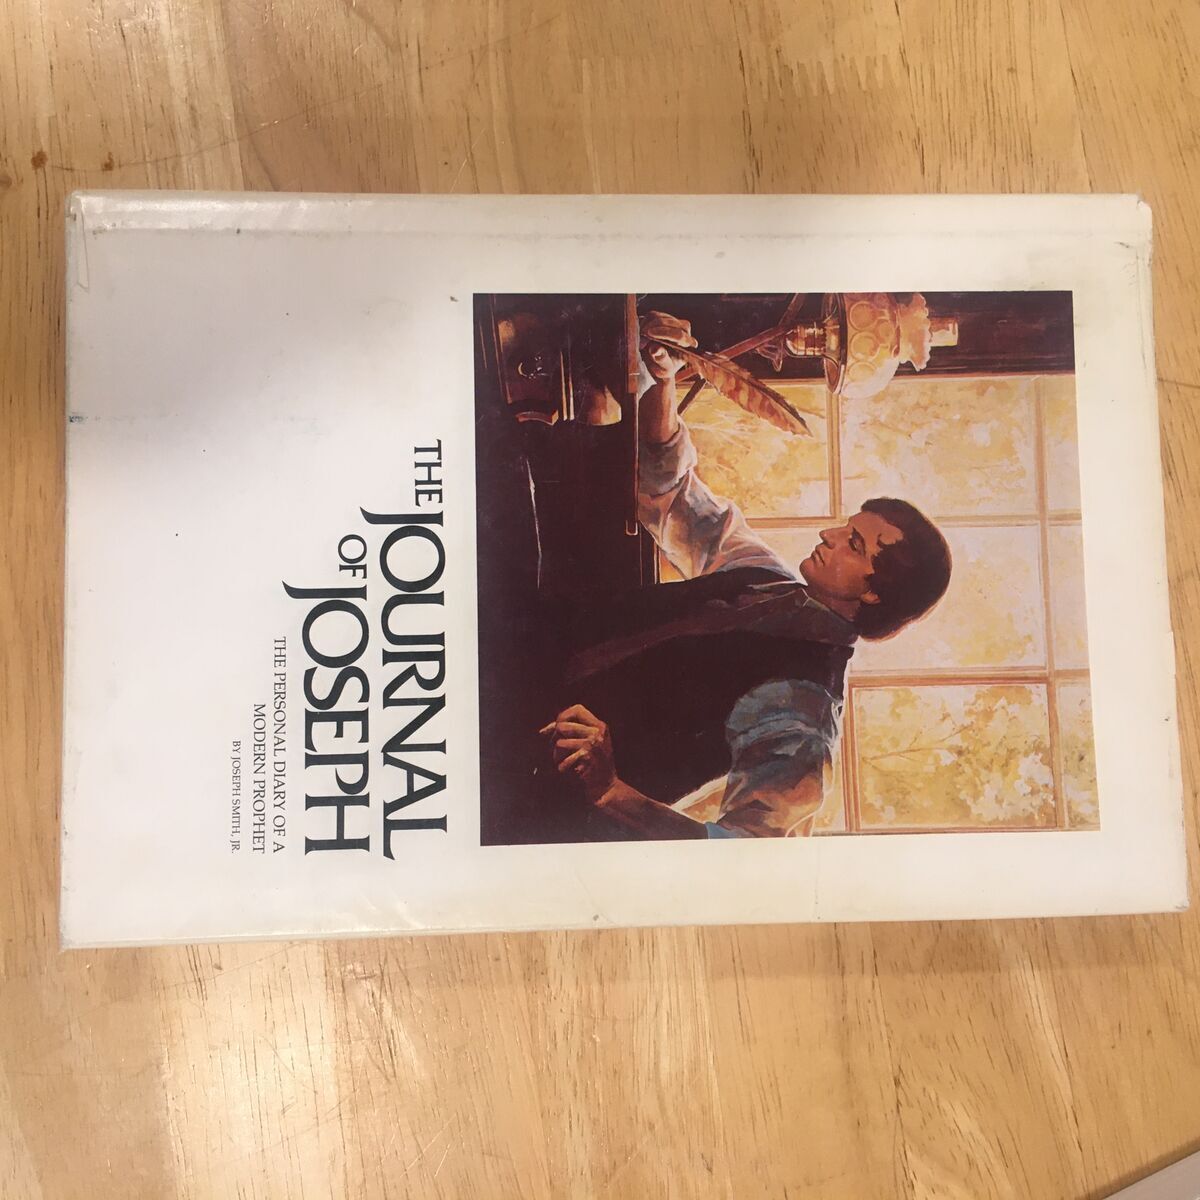 THE JOURNAL
OF JOSEPH
THE PERSONAL DIARY OF A
MODERN PROPHET
BY JOSEPH SMITH, JR.